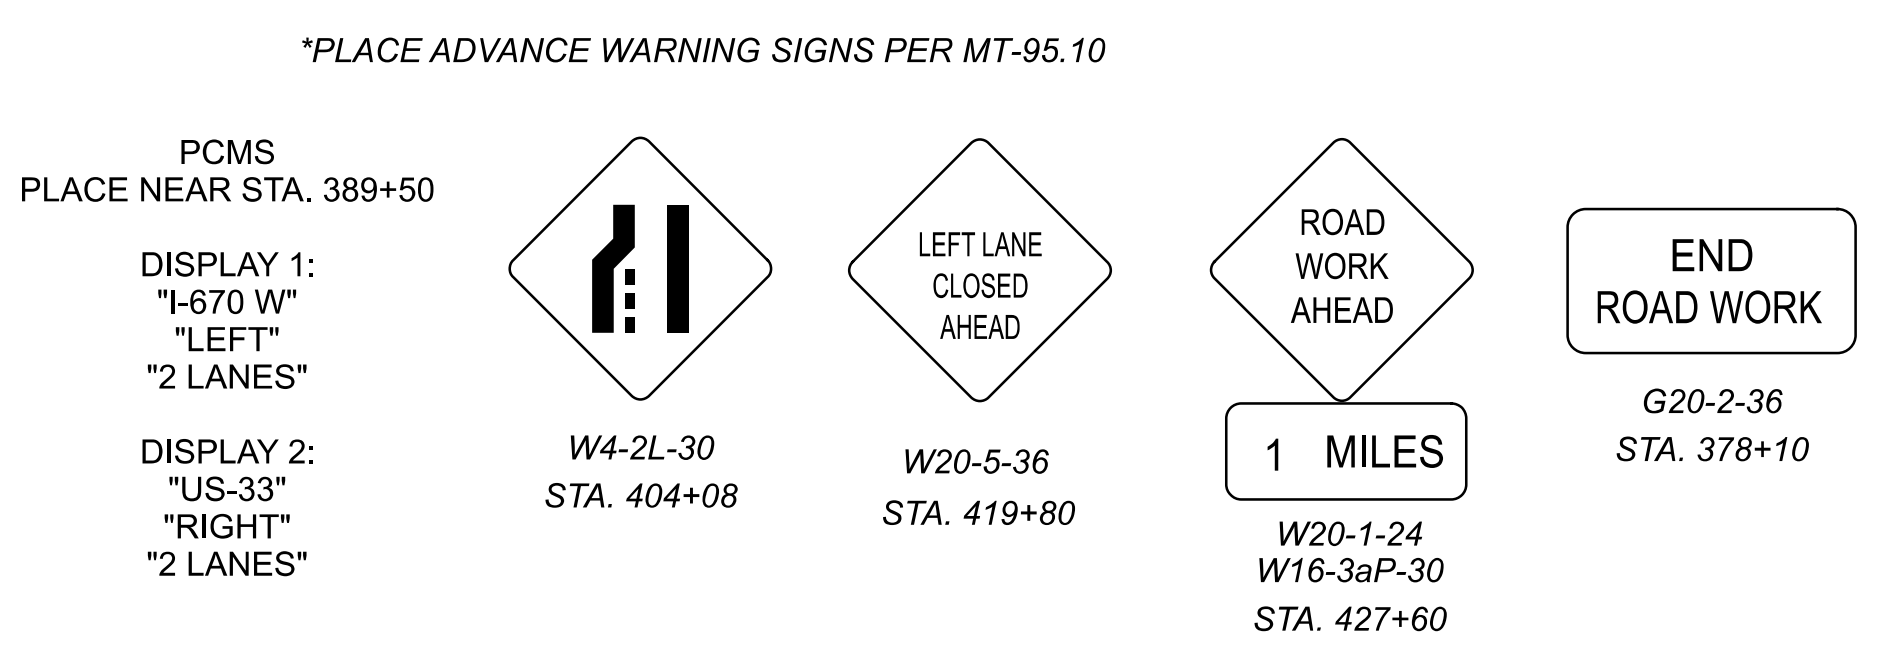 *PLACE ADVANCE WARNING SIGNS PER MT-95.10
PCMS
PLACE NEAR STA. 389+50
DISPLAY 1:
"I-670 W"
"LEFT"
"2 LANES"
DISPLAY 2:
"US-33"
"RIGHT"
"2 LANES"
W4-2L-30
STA. 404+08
LEFT LANE
CLOSED
AHEAD
W20-5-36
STA. 419+80
ROAD
WORK
AHEAD
1 MILES
W20-1-24
W16-3aP-30
STA. 427+60
END
ROAD WORK
G20-2-36
STA. 378+10